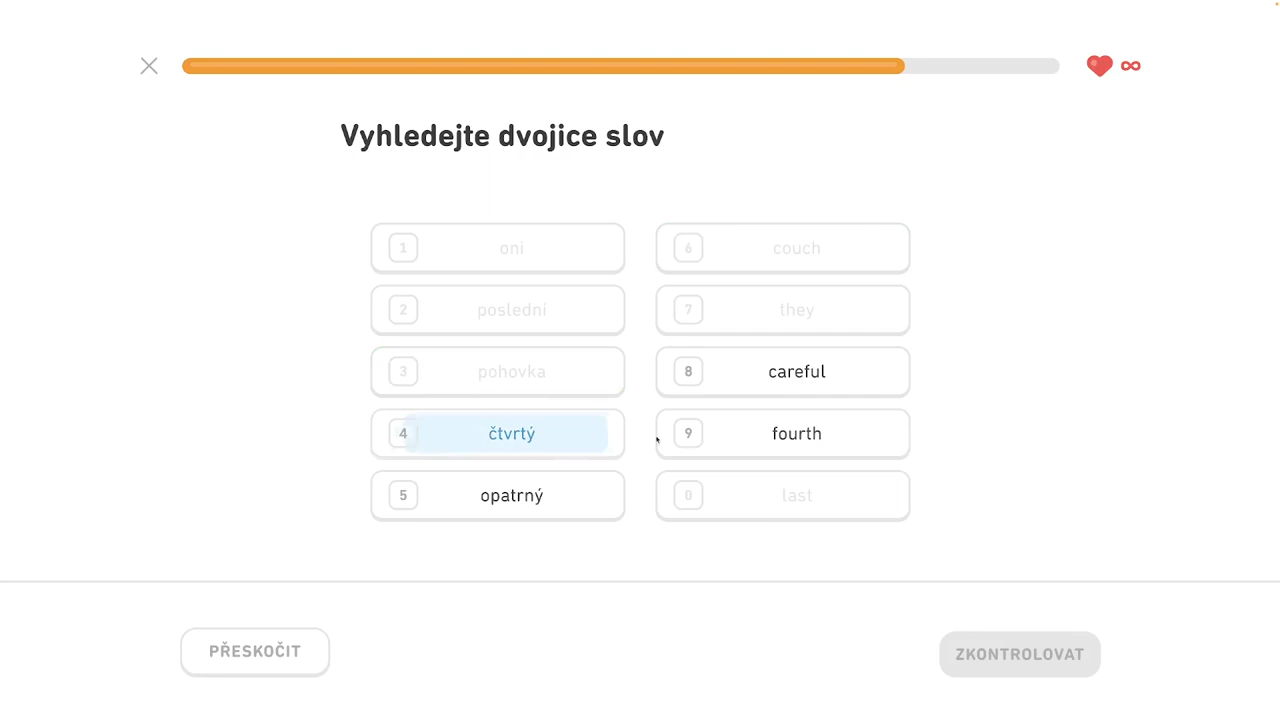 Vyhledejte dvojice slov
1 oni
6 couch
2 poslední
7 they
3 pohovka
8 careful
4 čtvrtý
9 fourth
5 opatrný
0 last
PŘESKOČIT
ZKONTROLOVAT